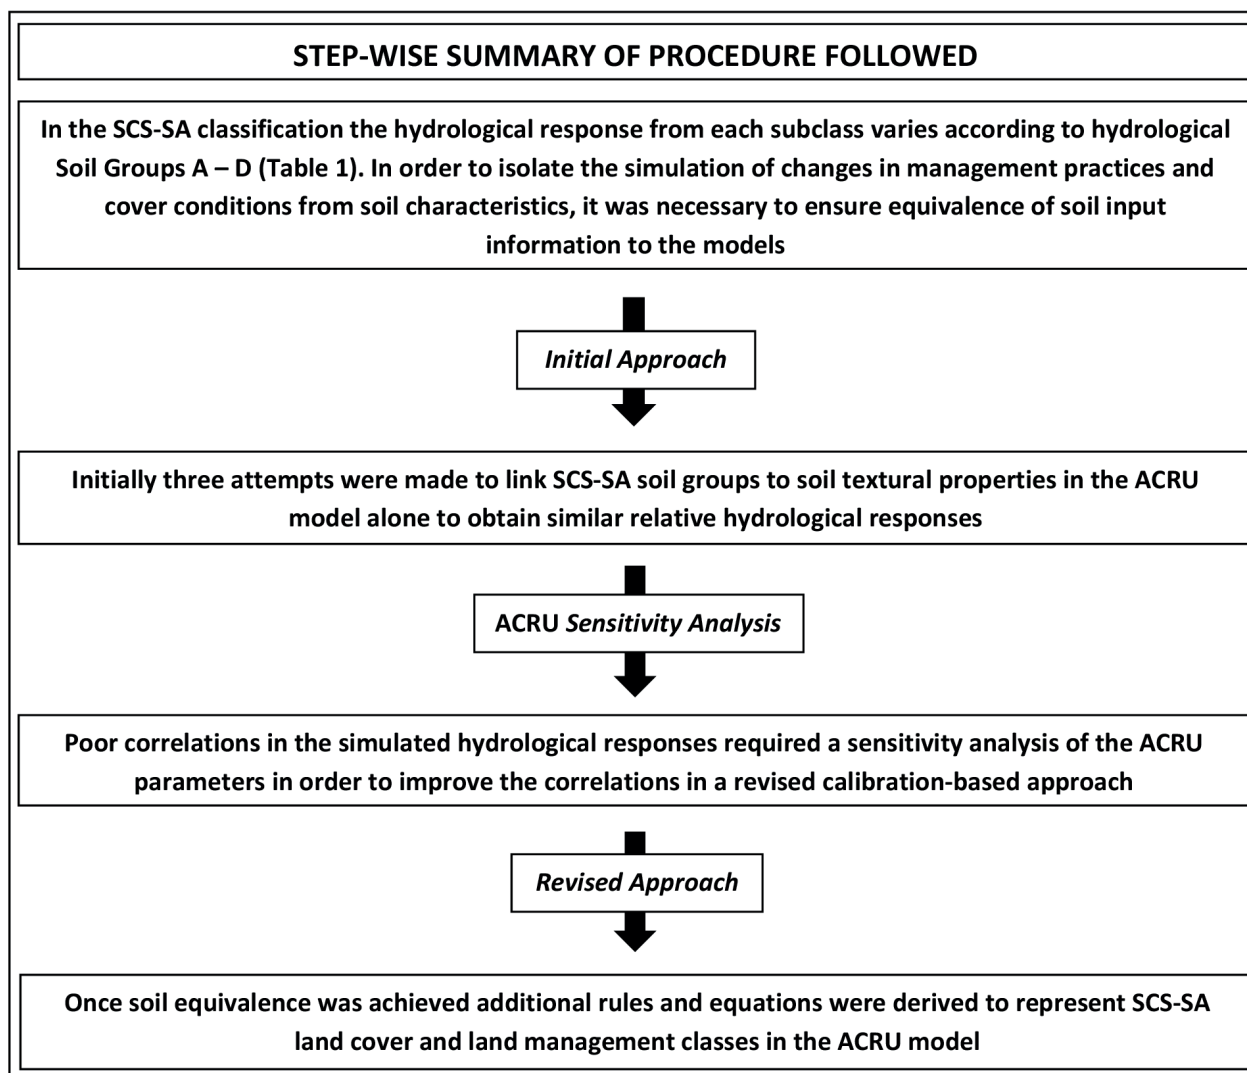 STEP-WISE SUMMARY OF PROCEDURE FOLLOWED
In the SCS-SA classification the hydrological response from each subclass varies according to hydrological
Soil Groups A – D (Table 1). In order to isolate the simulation of changes in management practices and
cover conditions from soil characteristics, it was necessary to ensure equivalence of soil input
information to the models
Initial Approach
Initially three attempts were made to link SCS-SA soil groups to soil textural properties in the ACRU
model alone to obtain similar relative hydrological responses
ACRU Sensitivity Analysis
Poor correlations in the simulated hydrological responses required a sensitivity analysis of the ACRU
parameters in order to improve the correlations in a revised calibration-based approach
Revised Approach
Once soil equivalence was achieved additional rules and equations were derived to represent SCS-SA
land cover and land management classes in the ACRU model